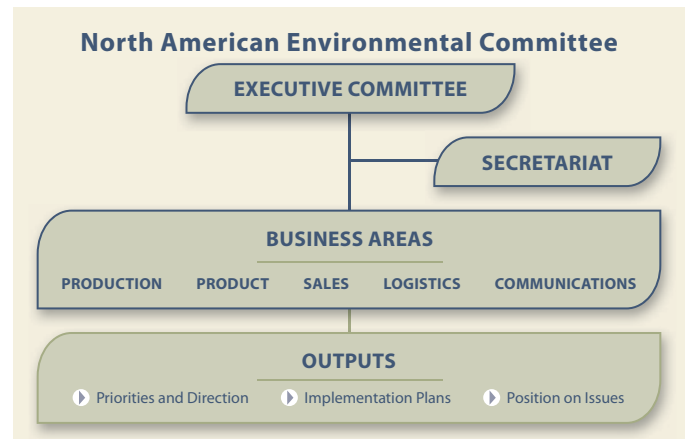 North American Environmental Committee
EXECUTIVE COMMITTEE
SECRETARIAT
BUSINESS AREAS
PRODUCTION PRODUCT SALES LOGISTICS COMMUNICATIONS
OUTPUTS
Priorities and Direction Implementation Plans Position on Issues